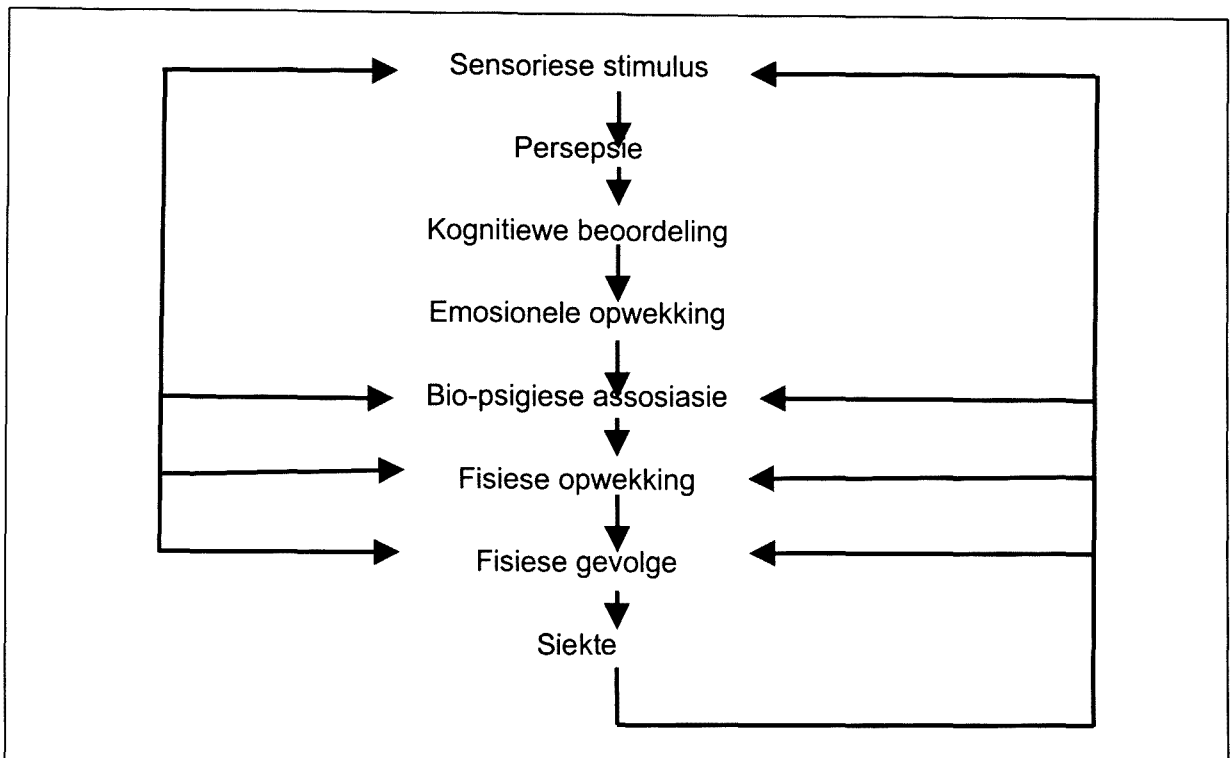 Sensoriese stimulus
Persepsie
Kognitiewe beoordeling
Emosionele opwekking
Bio-psigiese assosiasie
Fisiese opwekking
Fisiese gevolge
Siekte